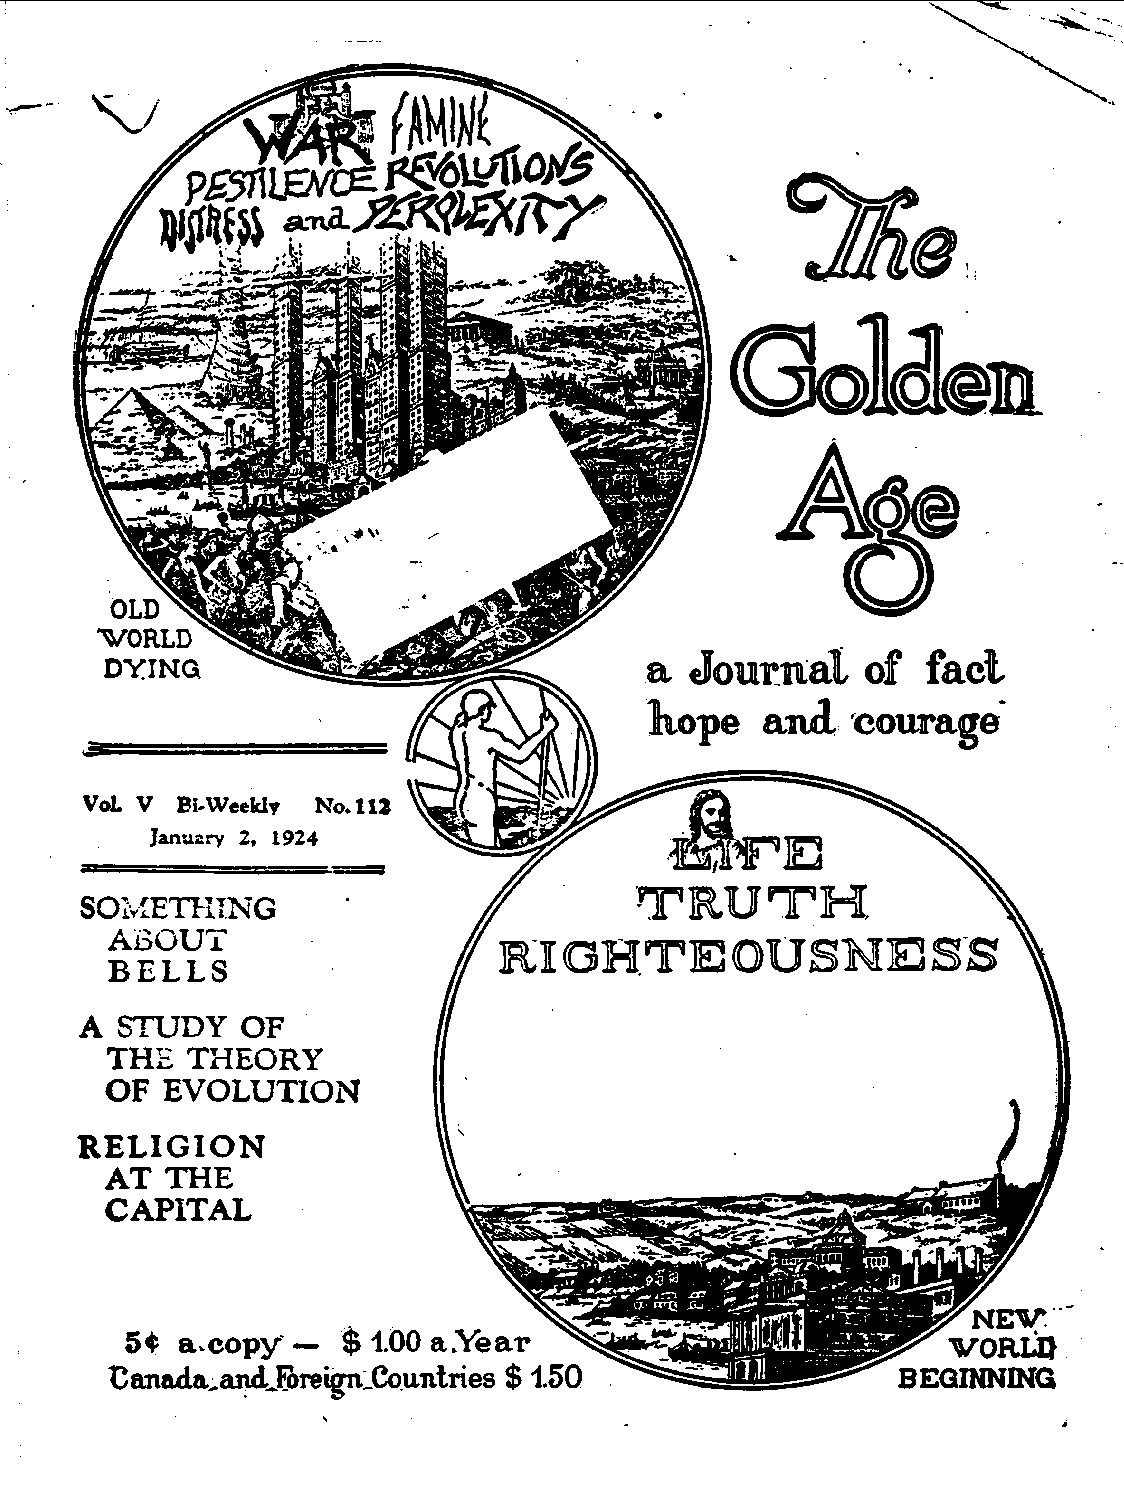 WAR FAMINE
PESTILENCE REVOLUTIONS
DISTRESS and PERPLEXITY
The
Golden
Age
OLD
WORLD
DYING
a Journal of fact
hope and courage
Vol. V Bi-Weekly No. 112
January 2, 1924
SOMETHING
ABOUT
BELLS
A STUDY OF
THE THEORY
OF EVOLUTION
RELIGION
AT THE
CAPITAL
LIFE
TRUTH
RIGHTEOUSNESS
5¢ a copy — $ 1.00 a Year
Canada and Foreign Countries $ 1.50
NEW
WORLD
BEGINNING